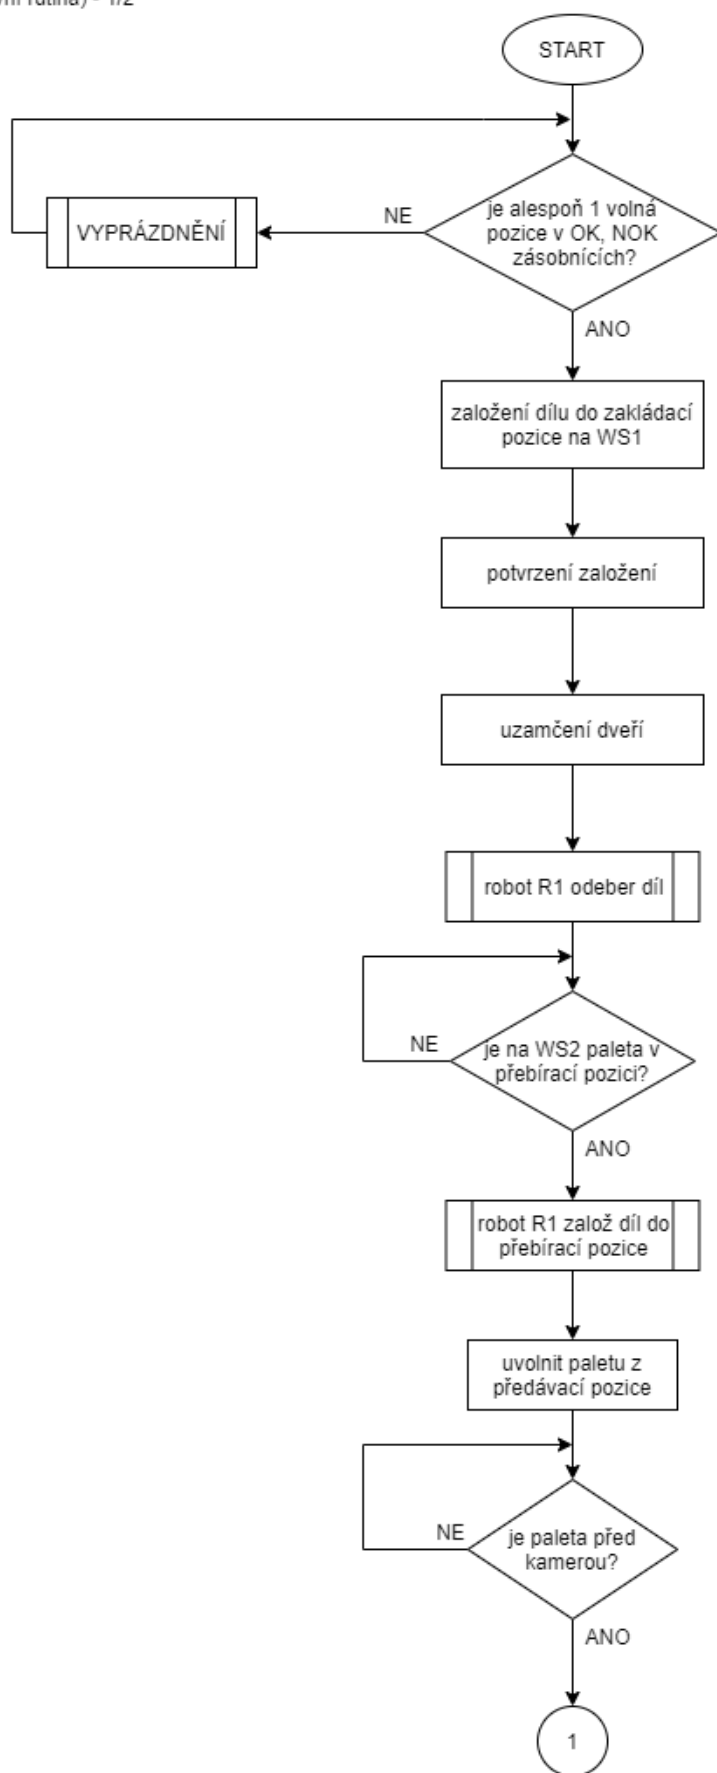 rutina) - 1/2
START
je alespoň 1 volná
pozice v OK, NOK
zásobnících?
NE
VYPRÁZDNĚNÍ
ANO
založení dílu do zakládací
pozice na WS1
potvrzení založení
uzamčení dveří
robot R1 odeber díl
je na WS2 paleta v
přebírací pozici?
NE
ANO
robot R1 založ díl do
přebírací pozice
uvolnit paletu z
předávací pozice
je paleta před
kamerou?
NE
ANO
1